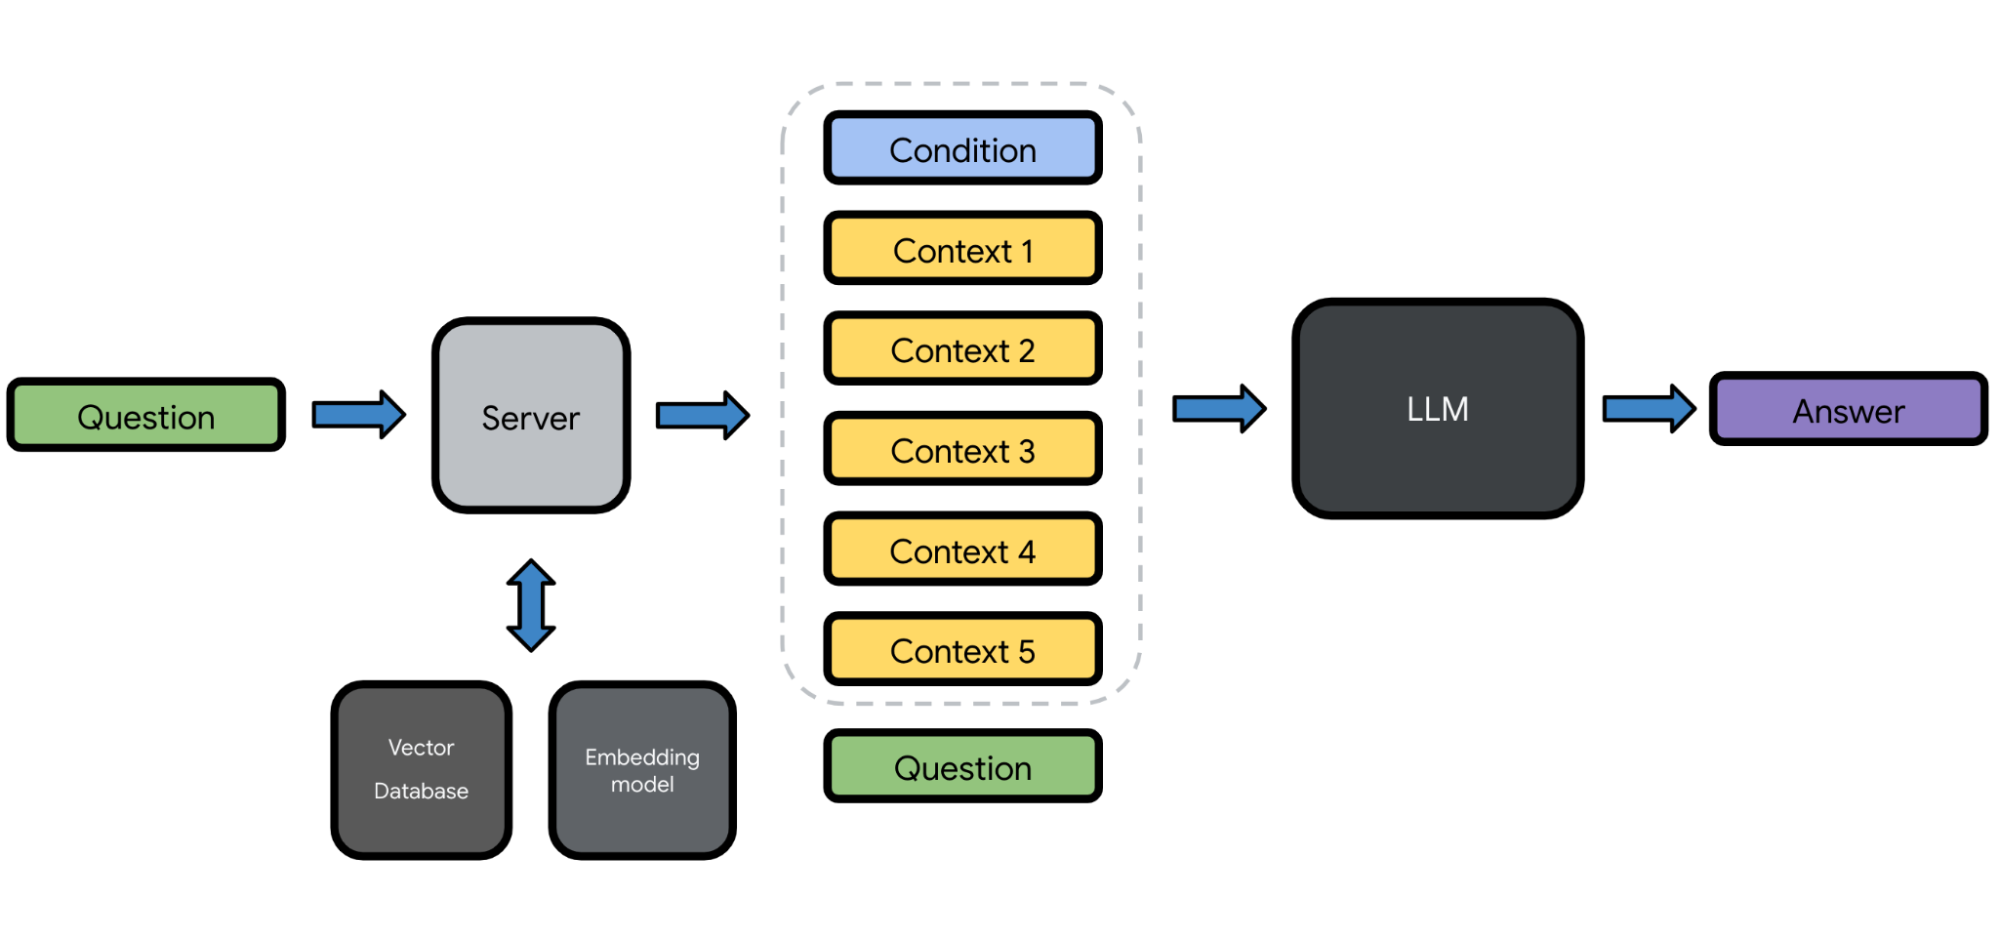 Question
Server
Vector
Database
Embedding
model
Condition
Context 1
Context 2
Context 3
Context 4
Context 5
Question
LLM
Answer